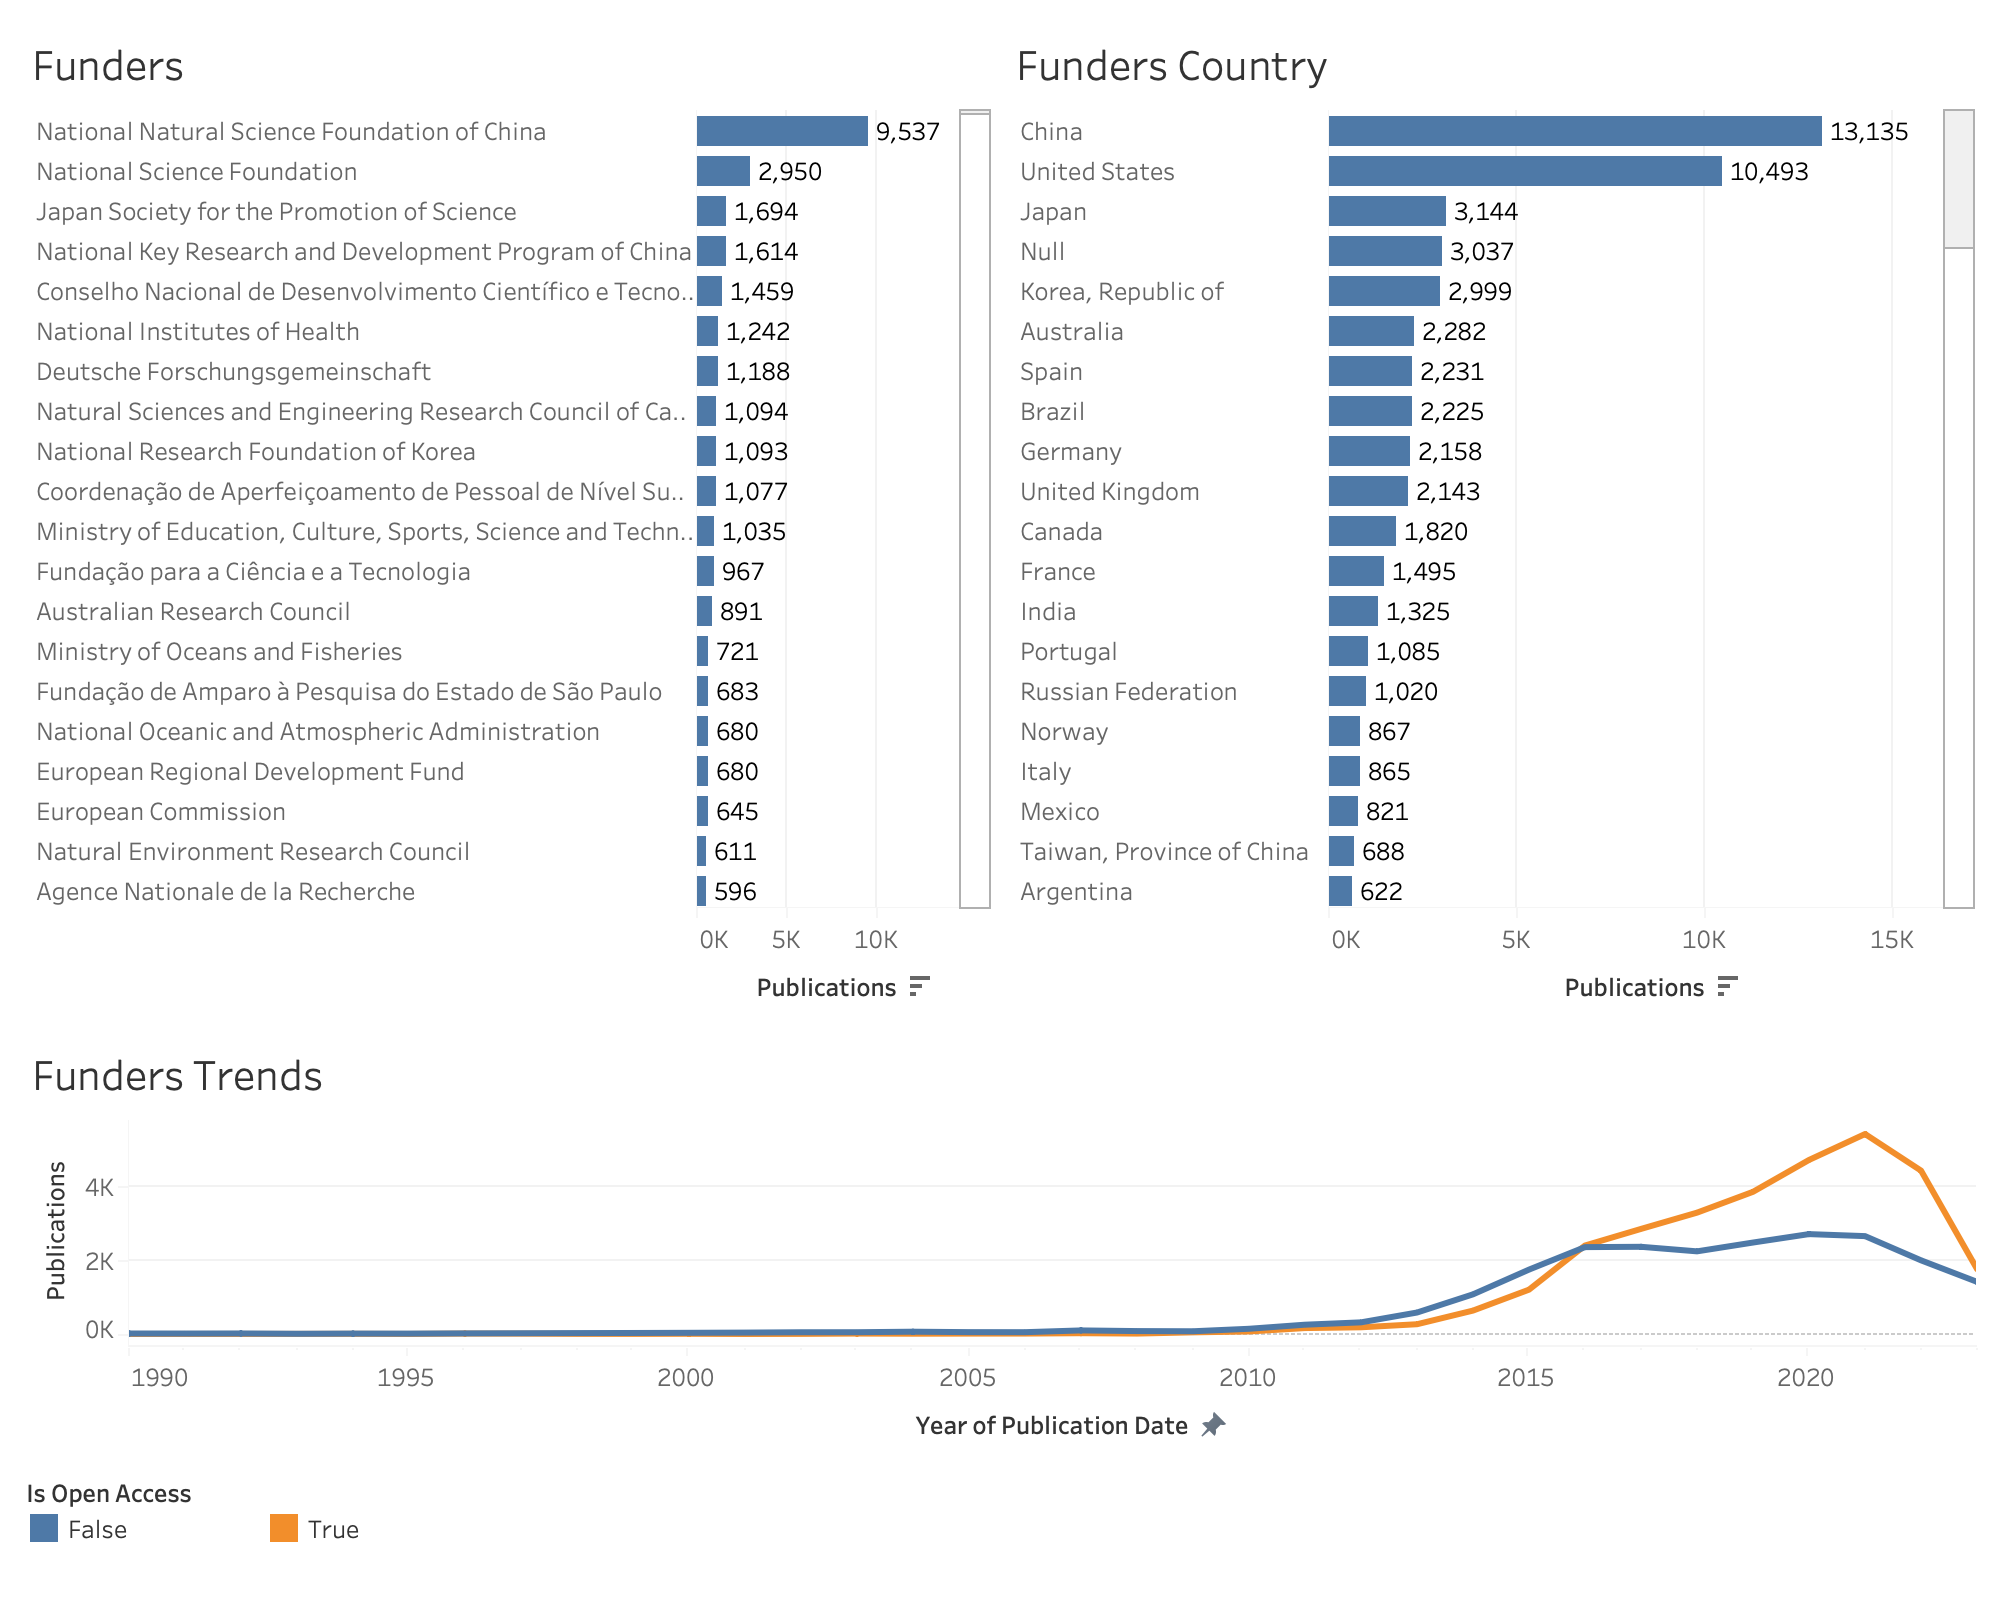 Funders
National Natural Science Foundation of China 9,537
National Science Foundation 2,950
Japan Society for the Promotion of Science 1,694
National Key Research and Development Program of China 1,614
Conselho Nacional de Desenvolvimento Científico e Tecno.. 1,459
National Institutes of Health 1,242
Deutsche Forschungsgemeinschaft 1,188
Natural Sciences and Engineering Research Council of Ca.. 1,094
National Research Foundation of Korea 1,093
Coordenação de Aperfeiçoamento de Pessoal de Nível Su.. 1,077
Ministry of Education, Culture, Sports, Science and Techn.. 1,035
Fundação para a Ciência e a Tecnologia 967
Australian Research Council 891
Ministry of Oceans and Fisheries 721
Fundação de Amparo à Pesquisa do Estado de São Paulo 683
National Oceanic and Atmospheric Administration 680
European Regional Development Fund 680
European Commission 645
Natural Environment Research Council 611
Agence Nationale de la Recherche 596
0K 5K 10K
Publications
Funders Country
China 13,135
United States 10,493
Japan 3,144
Null 3,037
Korea, Republic of 2,999
Australia 2,282
Spain 2,231
Brazil 2,225
Germany 2,158
United Kingdom 2,143
Canada 1,820
France 1,495
India 1,325
Portugal 1,085
Russian Federation 1,020
Norway 867
Italy 865
Mexico 821
Taiwan, Province of China 688
Argentina 622
0K 5K 10K 15K
Publications
Funders Trends
Publications
4K
2K
0K
1990 1995 2000 2005 2010 2015 2020
Year of Publication Date
Is Open Access
False True